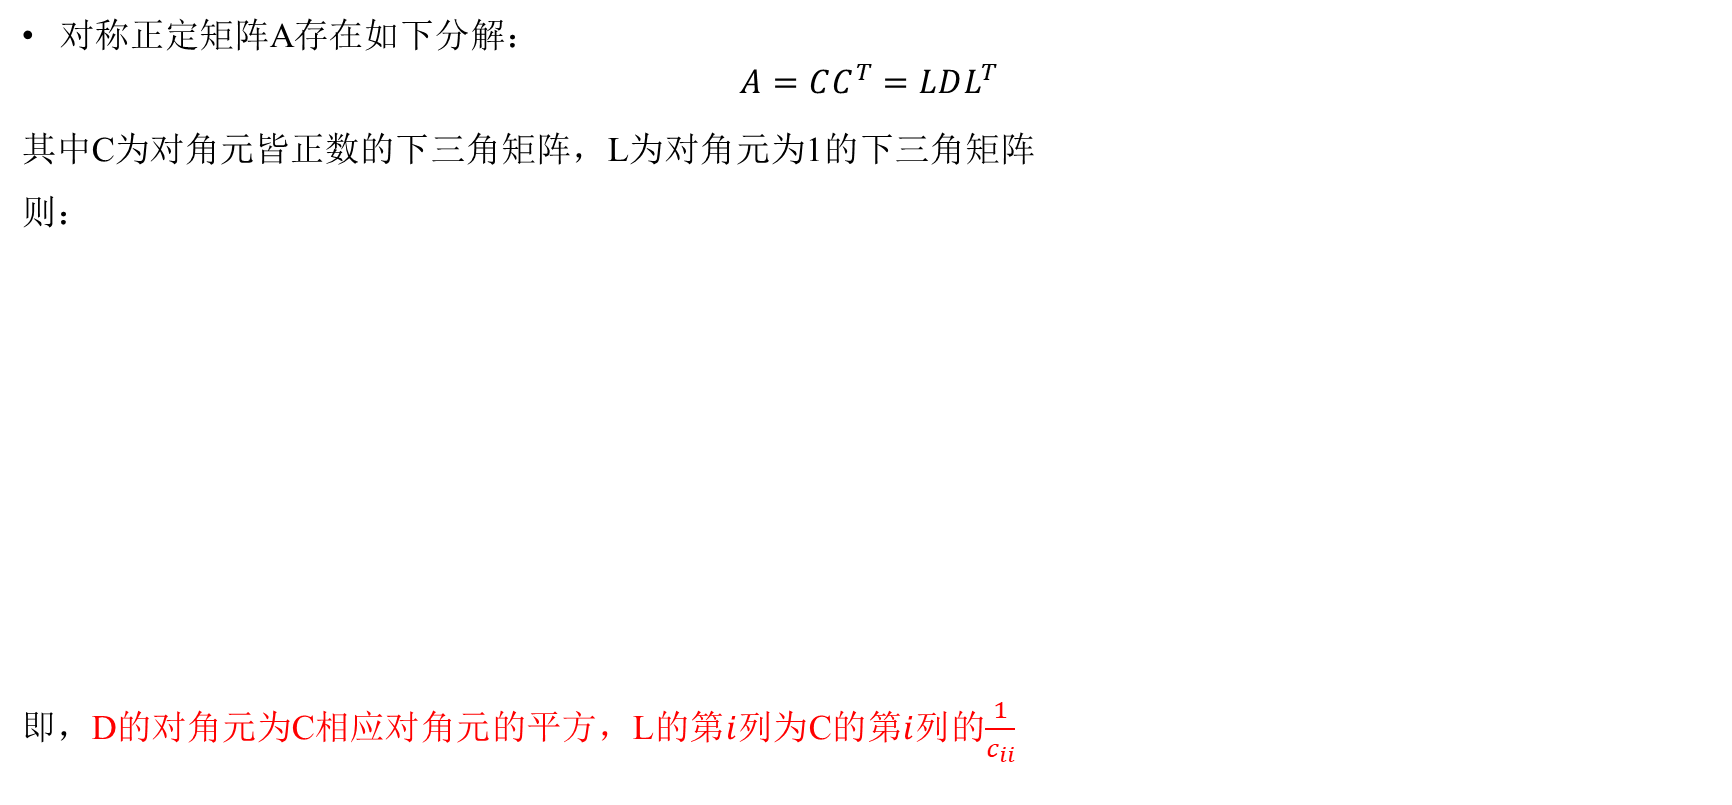 • 对称正定矩阵A存在如下分解：
A = CCᵀ = LDLᵀ
其中C为对角元皆正数的下三角矩阵，L为对角元为1的下三角矩阵
则：
即，D的对角元为C相应对角元的平方，L的第i列为C的第i列的1/cᵢᵢ